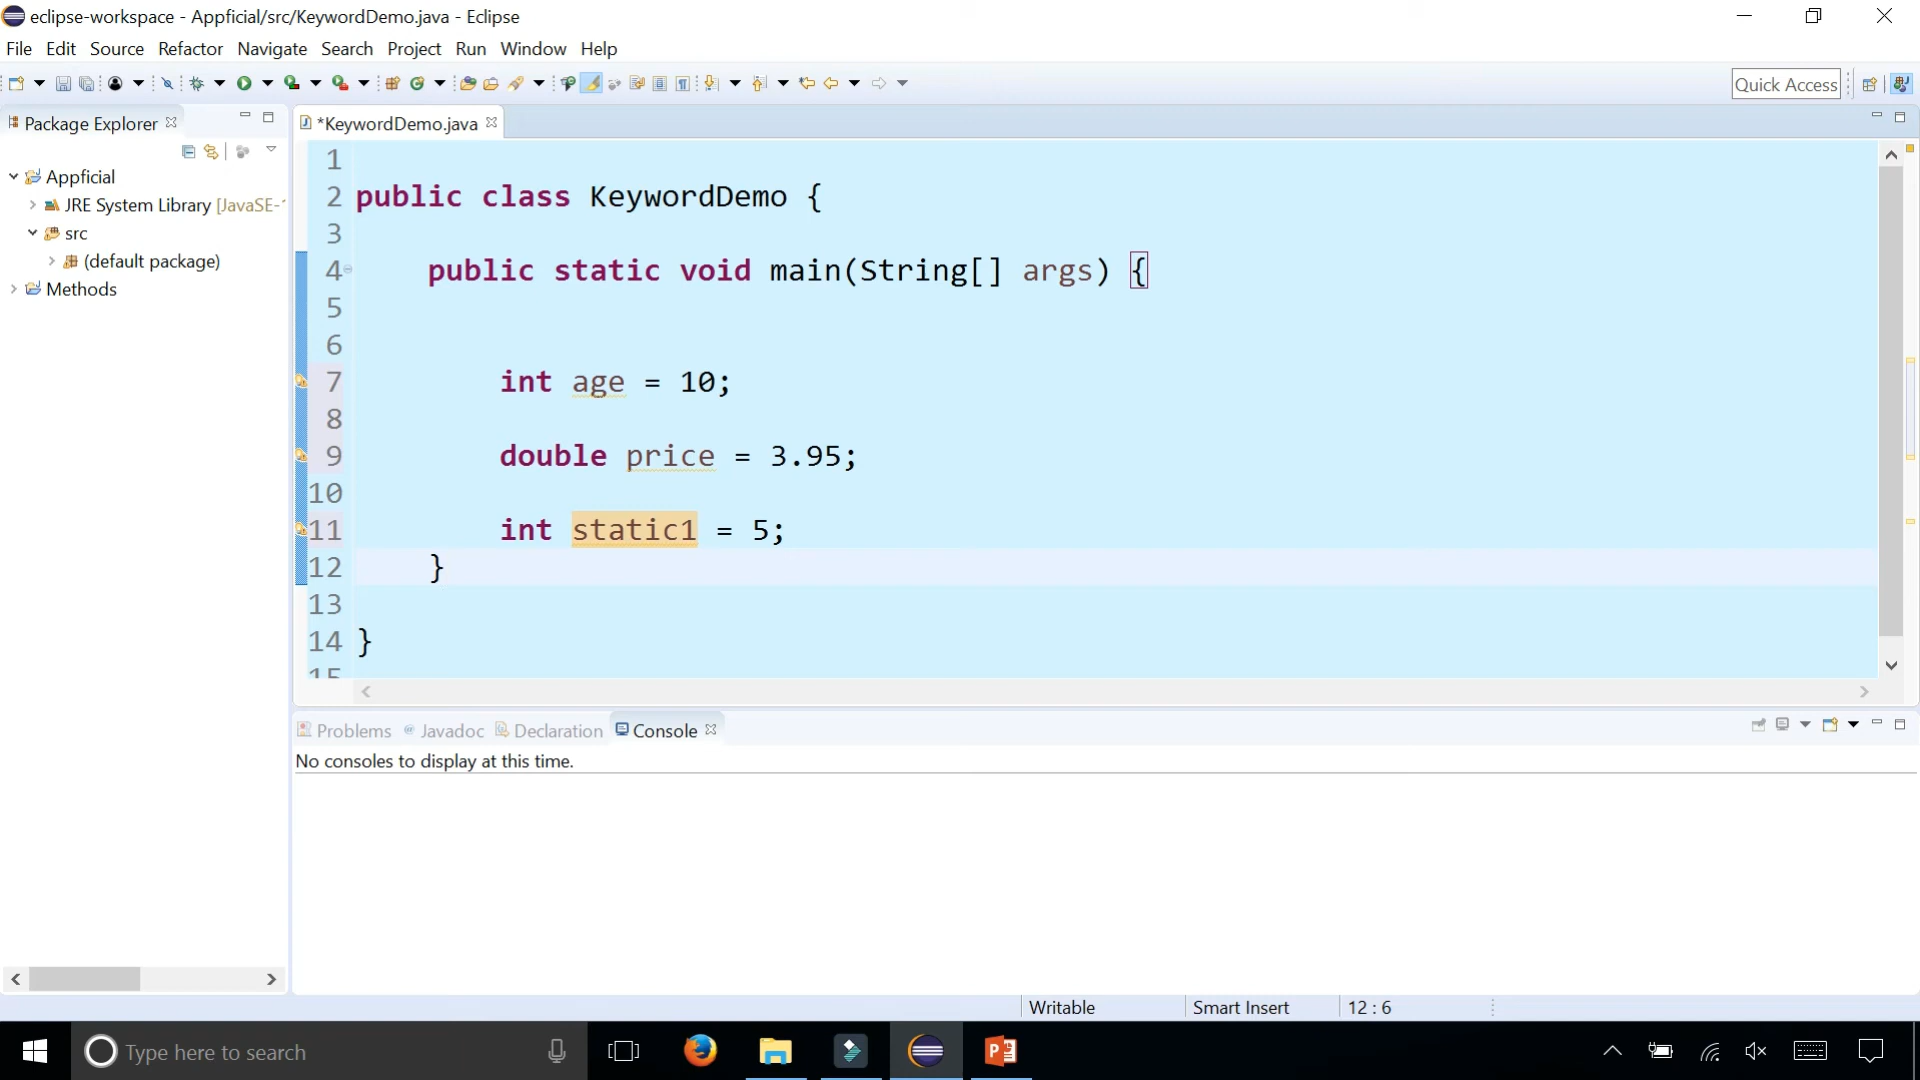 eclipse-workspace - Appficial/src/KeywordDemo.java - Eclipse
File Edit Source Refactor Navigate Search Project Run Window Help
Quick Access
Package Explorer
*KeywordDemo.java
Appficial
JRE System Library [JavaSE-
src
(default package)
Methods
1
2 public class KeywordDemo {
3
4 public static void main(String[] args) {
5
6
7 int age = 10;
8
9 double price = 3.95;
10
11 int static1 = 5;
12 }
13
14 }
15
Problems Javadoc Declaration Console
No consoles to display at this time.
Writable Smart Insert 12 : 6
Type here to search